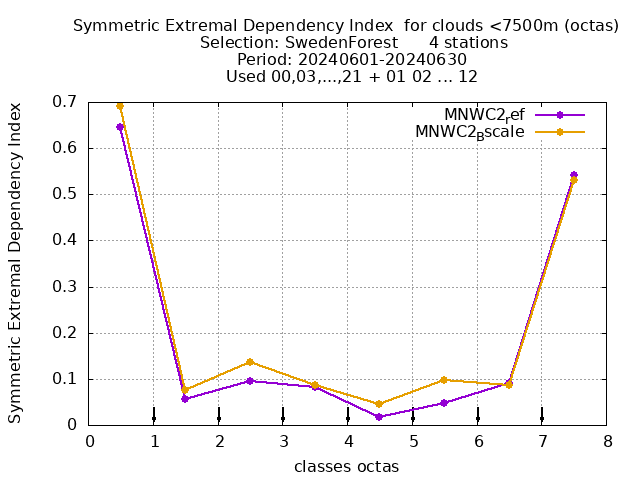 Symmetric Extremal Dependency Index  for clouds <7500m (octas)
Selection: SwedenForest      4 stations
Period: 20240601-20240630
Used 00,03,...,21 + 01 02 ... 12
MNWC2ref
MNWC2Bscale
Symmetric Extremal Dependency Index
0.7
0.6
0.5
0.4
0.3
0.2
0.1
0
0 1 2 3 4 5 6 7 8
classes octas